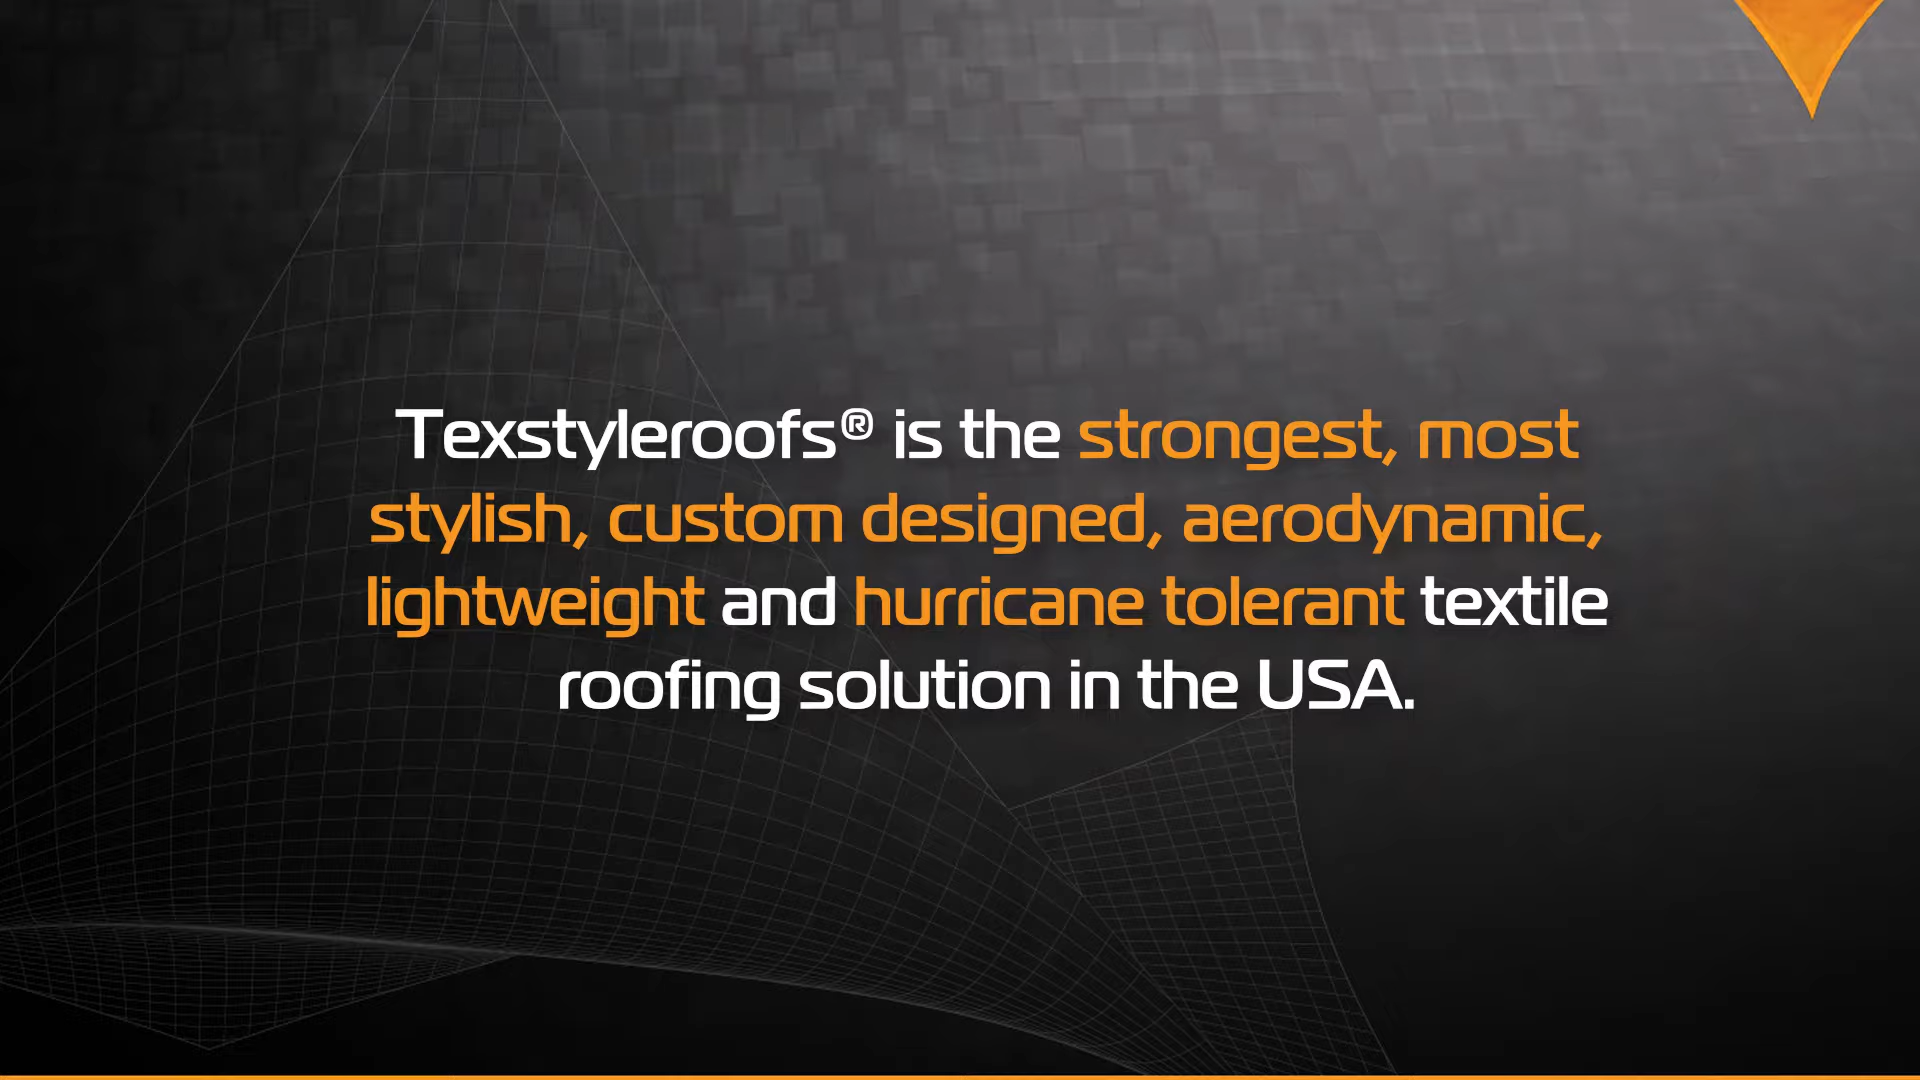 Texstyleroofs® is the strongest, most
stylish, custom designed, aerodynamic,
lightweight and hurricane tolerant textile
roofing solution in the USA.